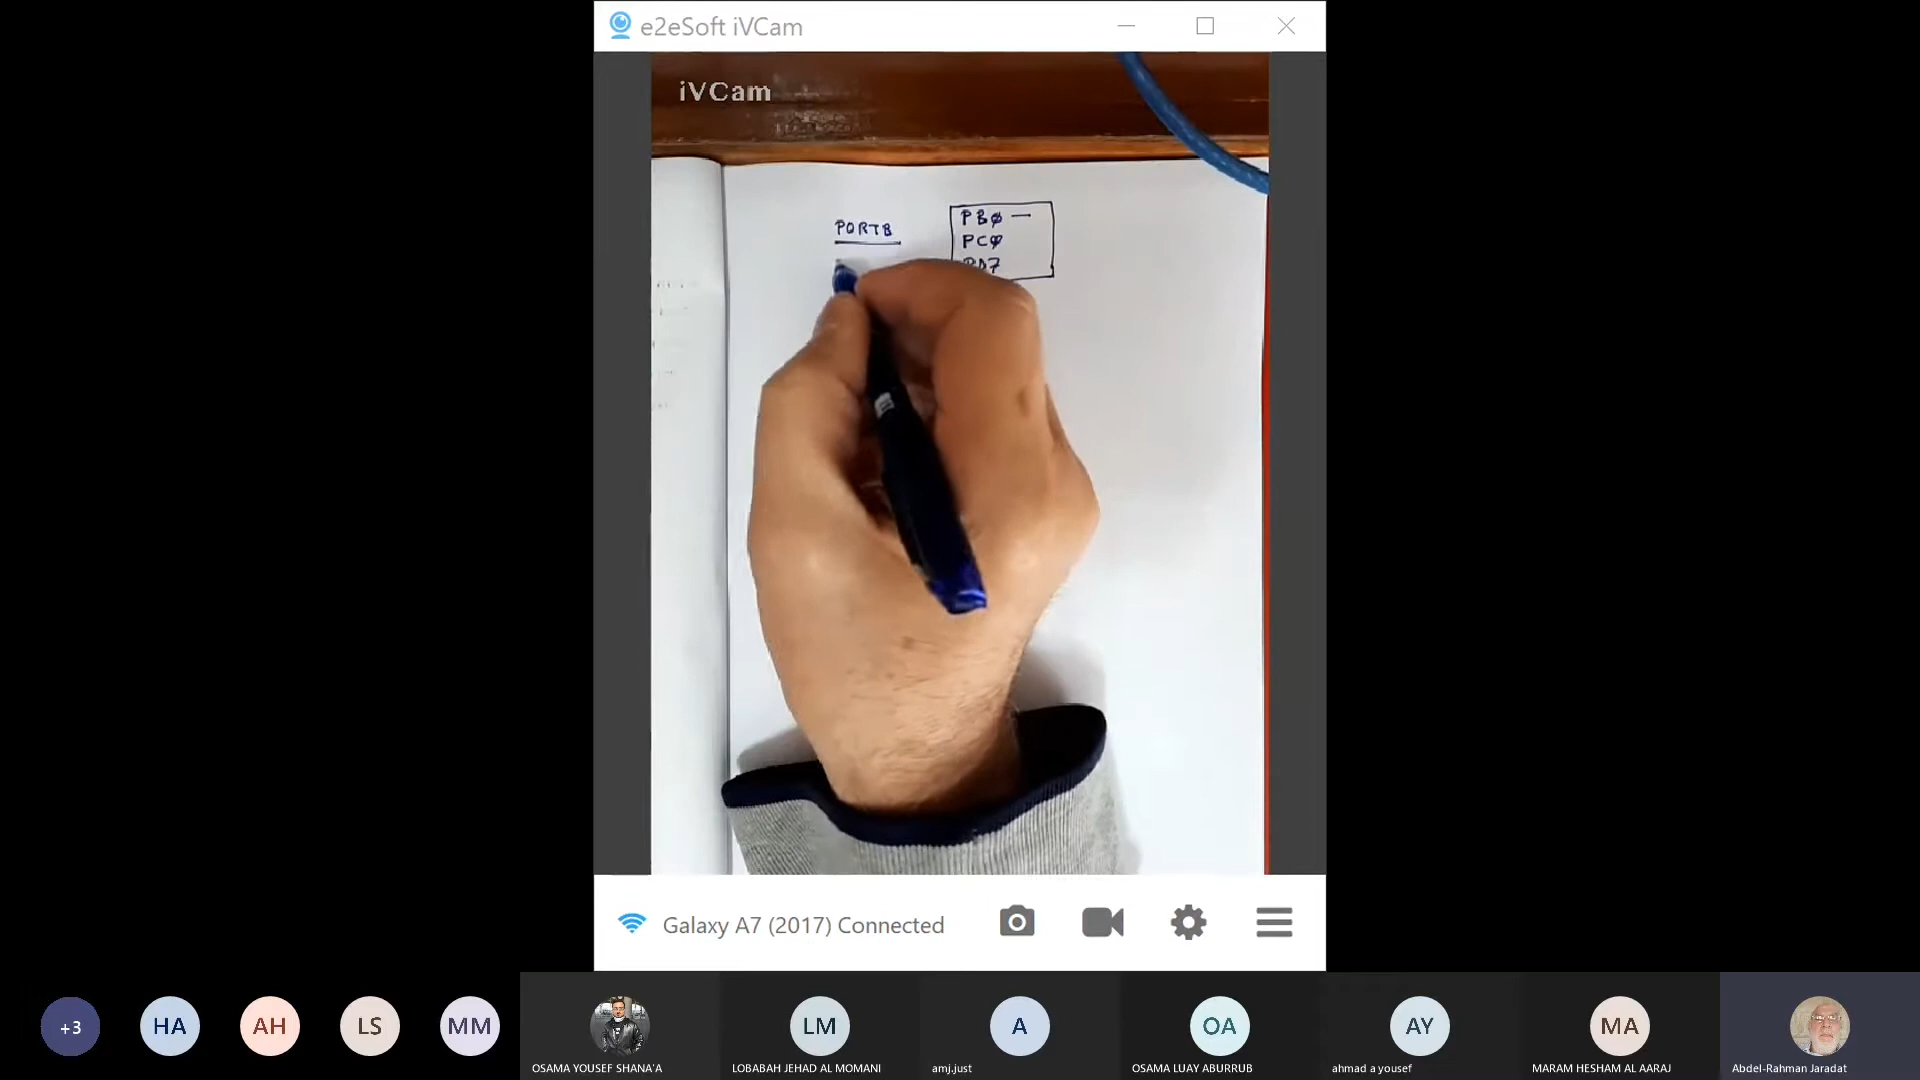 e2eSoft iVCam
iVCam
PORTB
PBØ —
PCØ
Galaxy A7 (2017) Connected
+3
HA
AH
LS
MM
LM
A
OA
AY
MA
OSAMA YOUSEF SHANA'A
LOBABAH JEHAD AL MOMANI
amj.just
OSAMA LUAY ABURRUB
ahmad a yousef
MARAM HESHAM AL AARAJ
Abdel-Rahman Jaradat